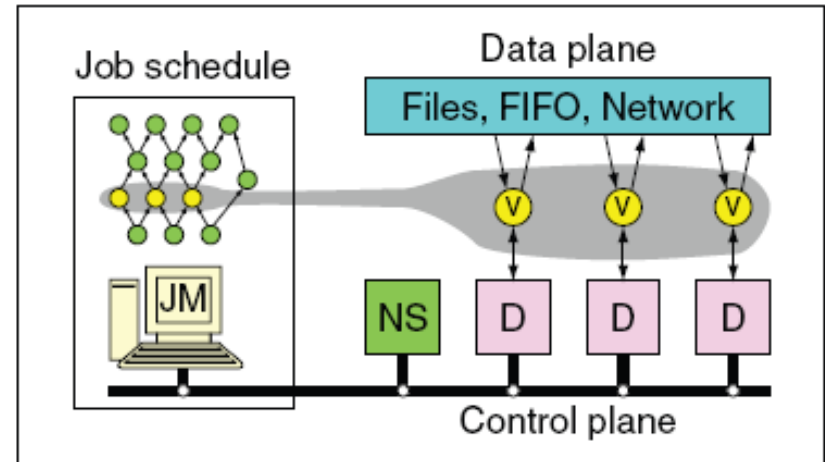 Job schedule
Data plane
Files, FIFO, Network
V
V
V
JM
NS
D
D
D
Control plane